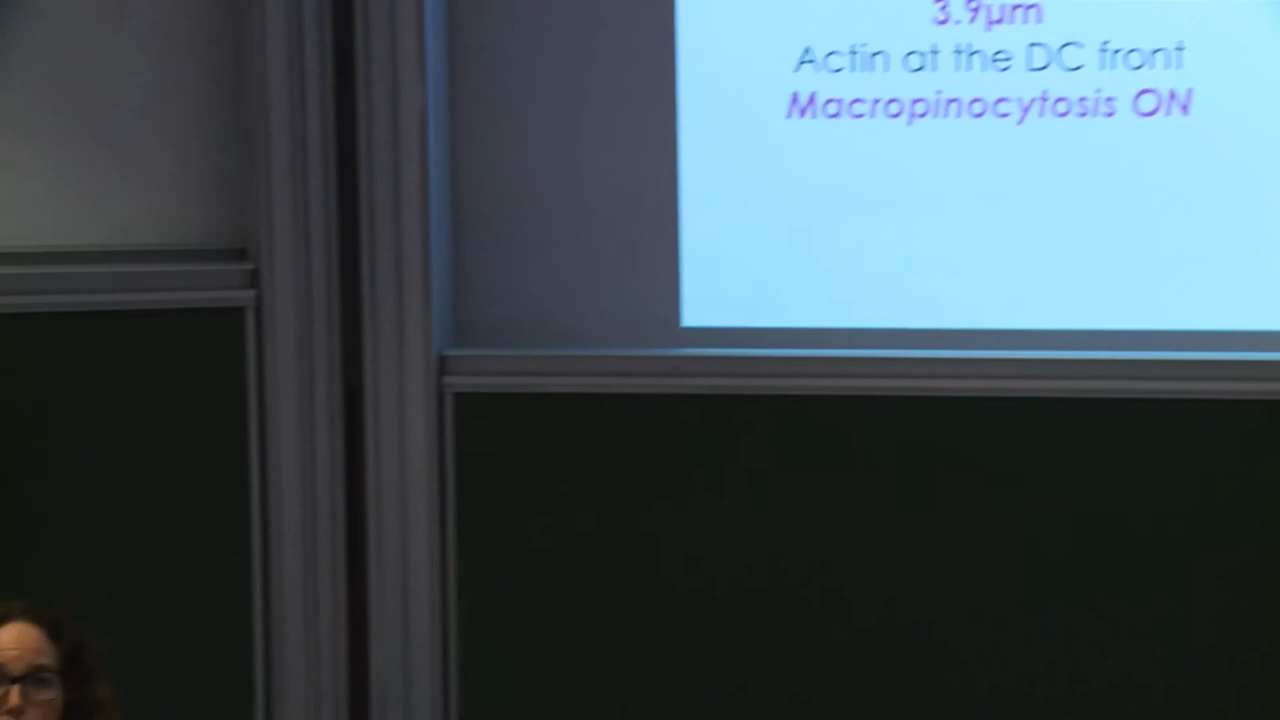 3.9µm
Actin at the DC front
Macropinocytosis ON